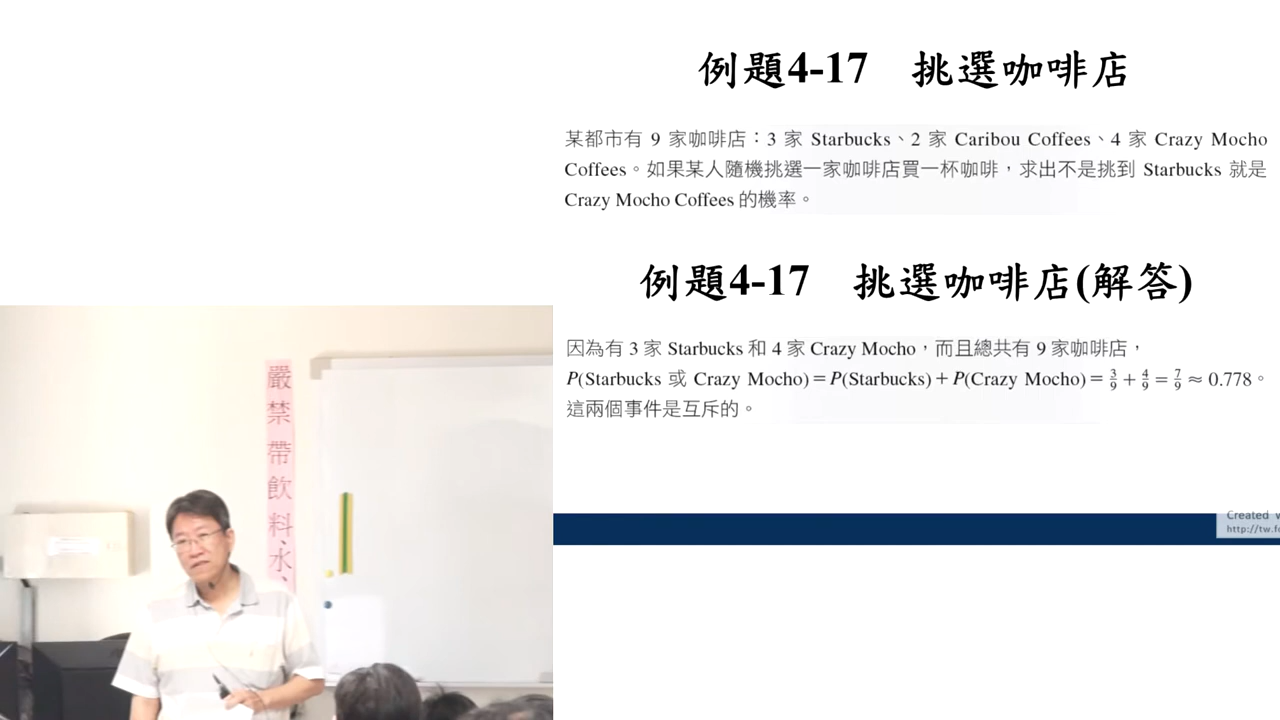 例題4-17 挑選咖啡店
某都市有 9 家咖啡店:3 家 Starbucks、2 家 Caribou Coffees、4 家 Crazy Mocho
Coffees。如果某人隨機挑選一家咖啡店買一杯咖啡,求出不是挑到 Starbucks 就是
Crazy Mocho Coffees 的機率。
例題4-17 挑選咖啡店(解答)
因為有 3 家 Starbucks 和 4 家 Crazy Mocho,而且總共有 9 家咖啡店,
P(Starbucks 或 Crazy Mocho)=P(Starbucks)+P(Crazy Mocho)= 3/9 + 4/9 = 7/9 ≈ 0.778。
這兩個事件是互斥的。
嚴禁帶飲料、水、
Created
http://tw.f